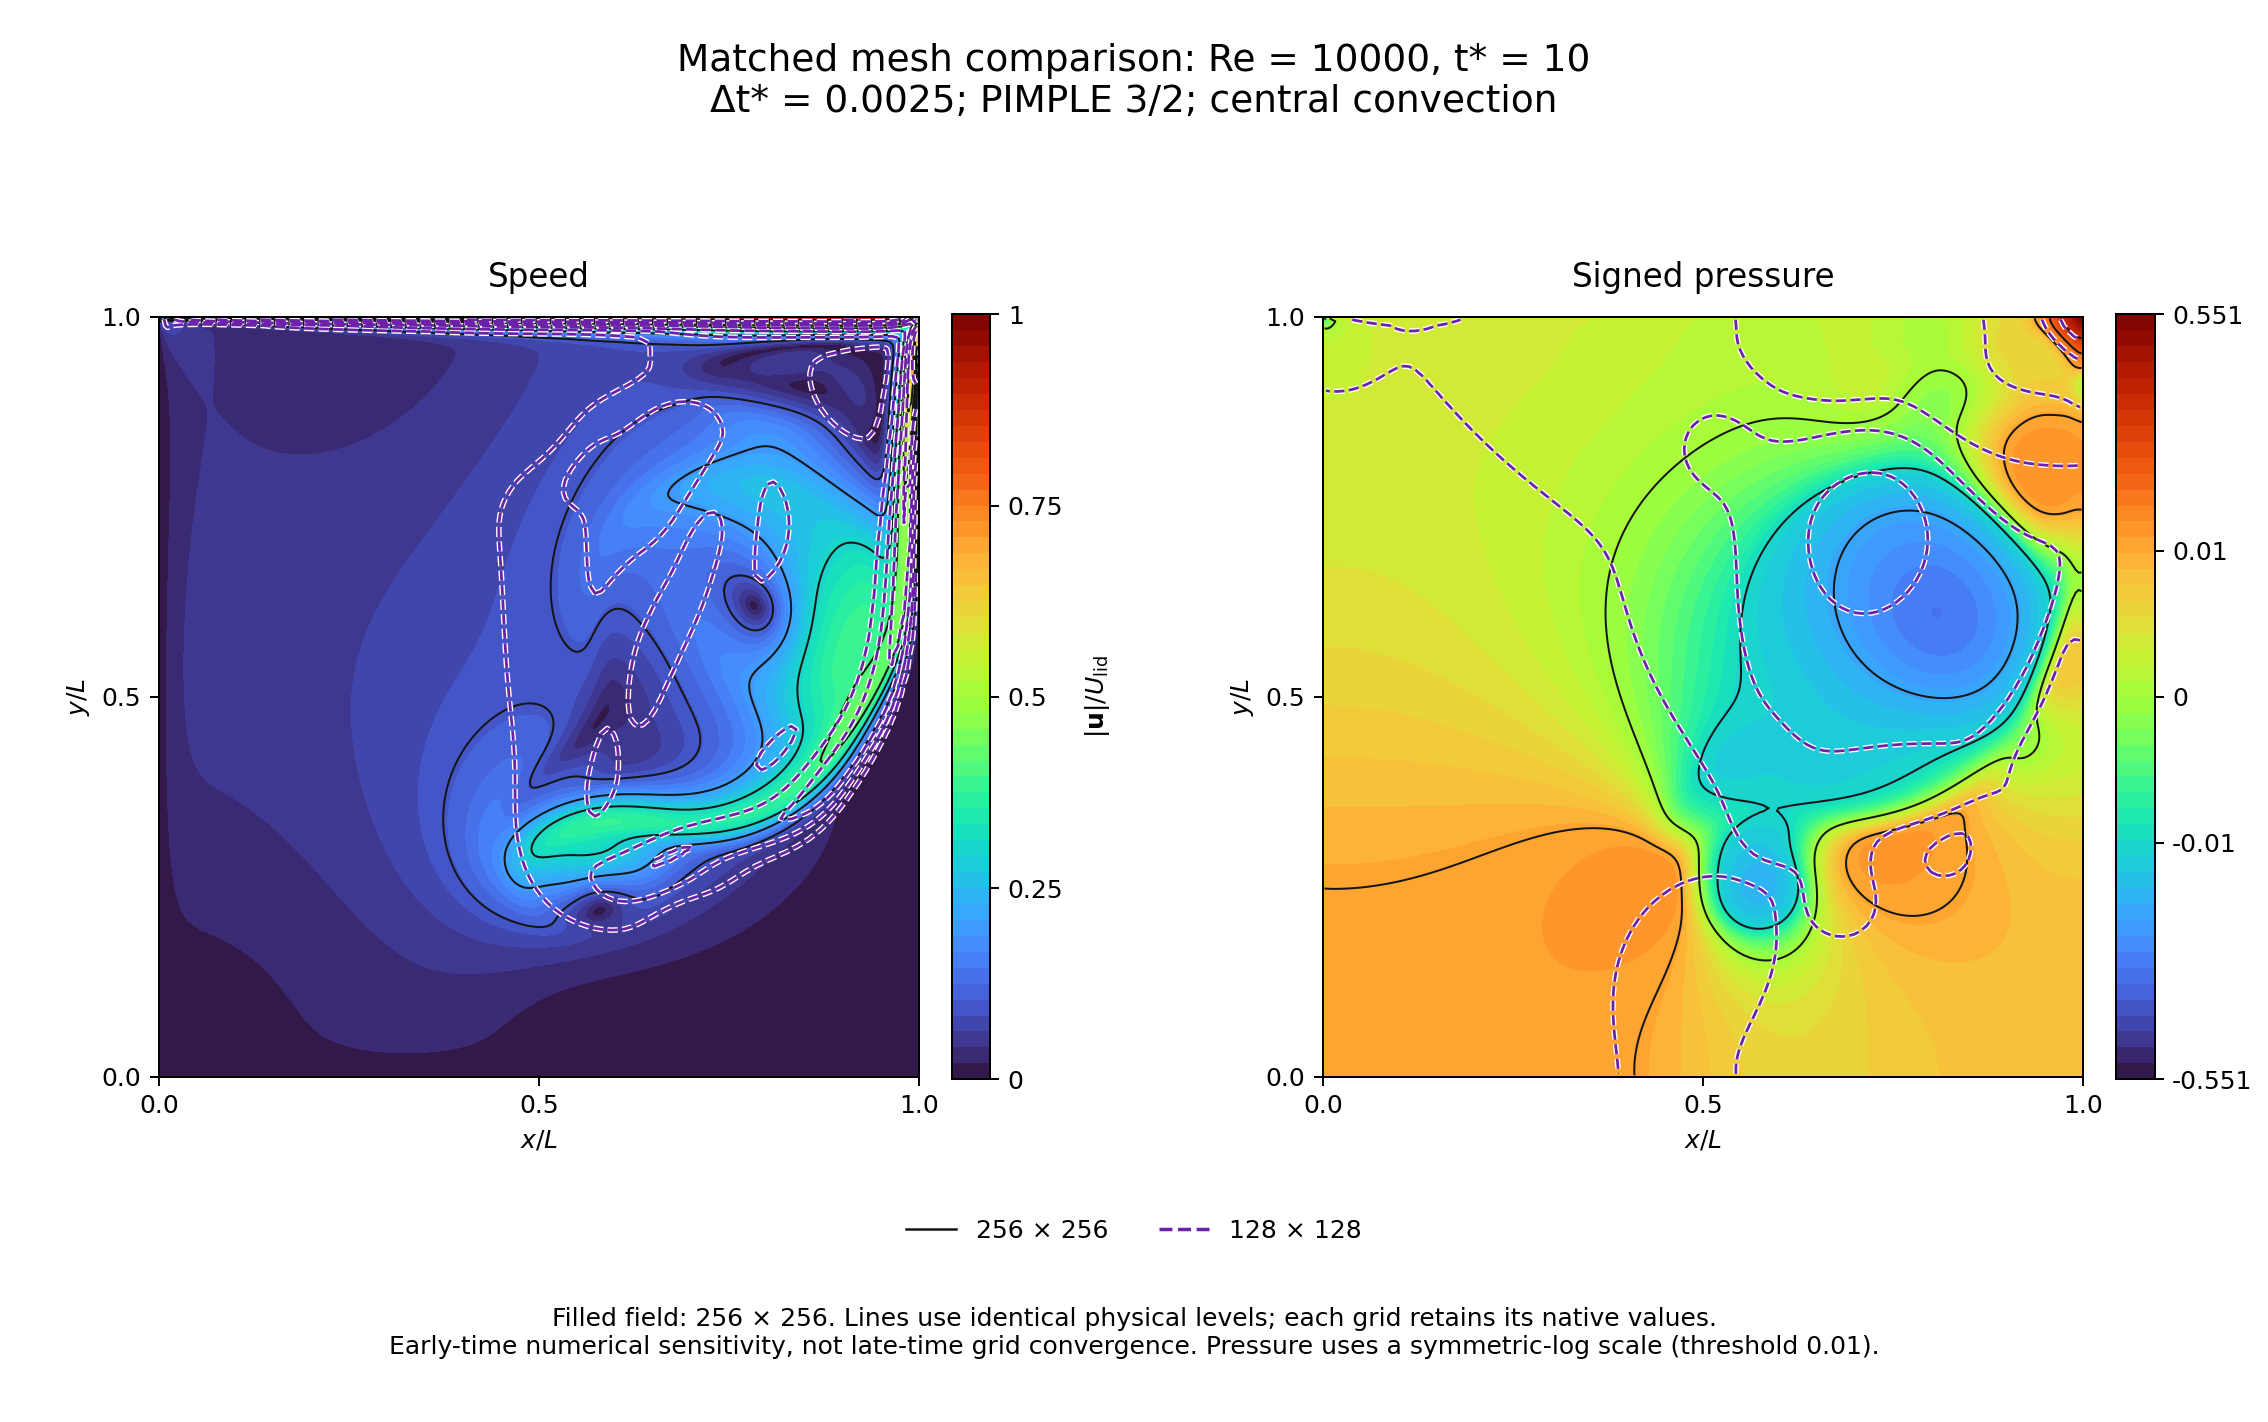 Matched mesh comparison: Re = 10000, t* = 10
Δt* = 0.0025; PIMPLE 3/2; central convection
Speed
Signed pressure
1.0
0.5
0.0
y/L
0.0
0.5
1.0
x/L
1
0.75
0.5
0.25
0
|u|/U_lid
1.0
0.5
0.0
y/L
0.0
0.5
1.0
x/L
0.551
0.01
0
-0.01
-0.551
256 × 256
128 × 128
Filled field: 256 × 256. Lines use identical physical levels; each grid retains its native values.
Early-time numerical sensitivity, not late-time grid convergence. Pressure uses a symmetric-log scale (threshold 0.01).